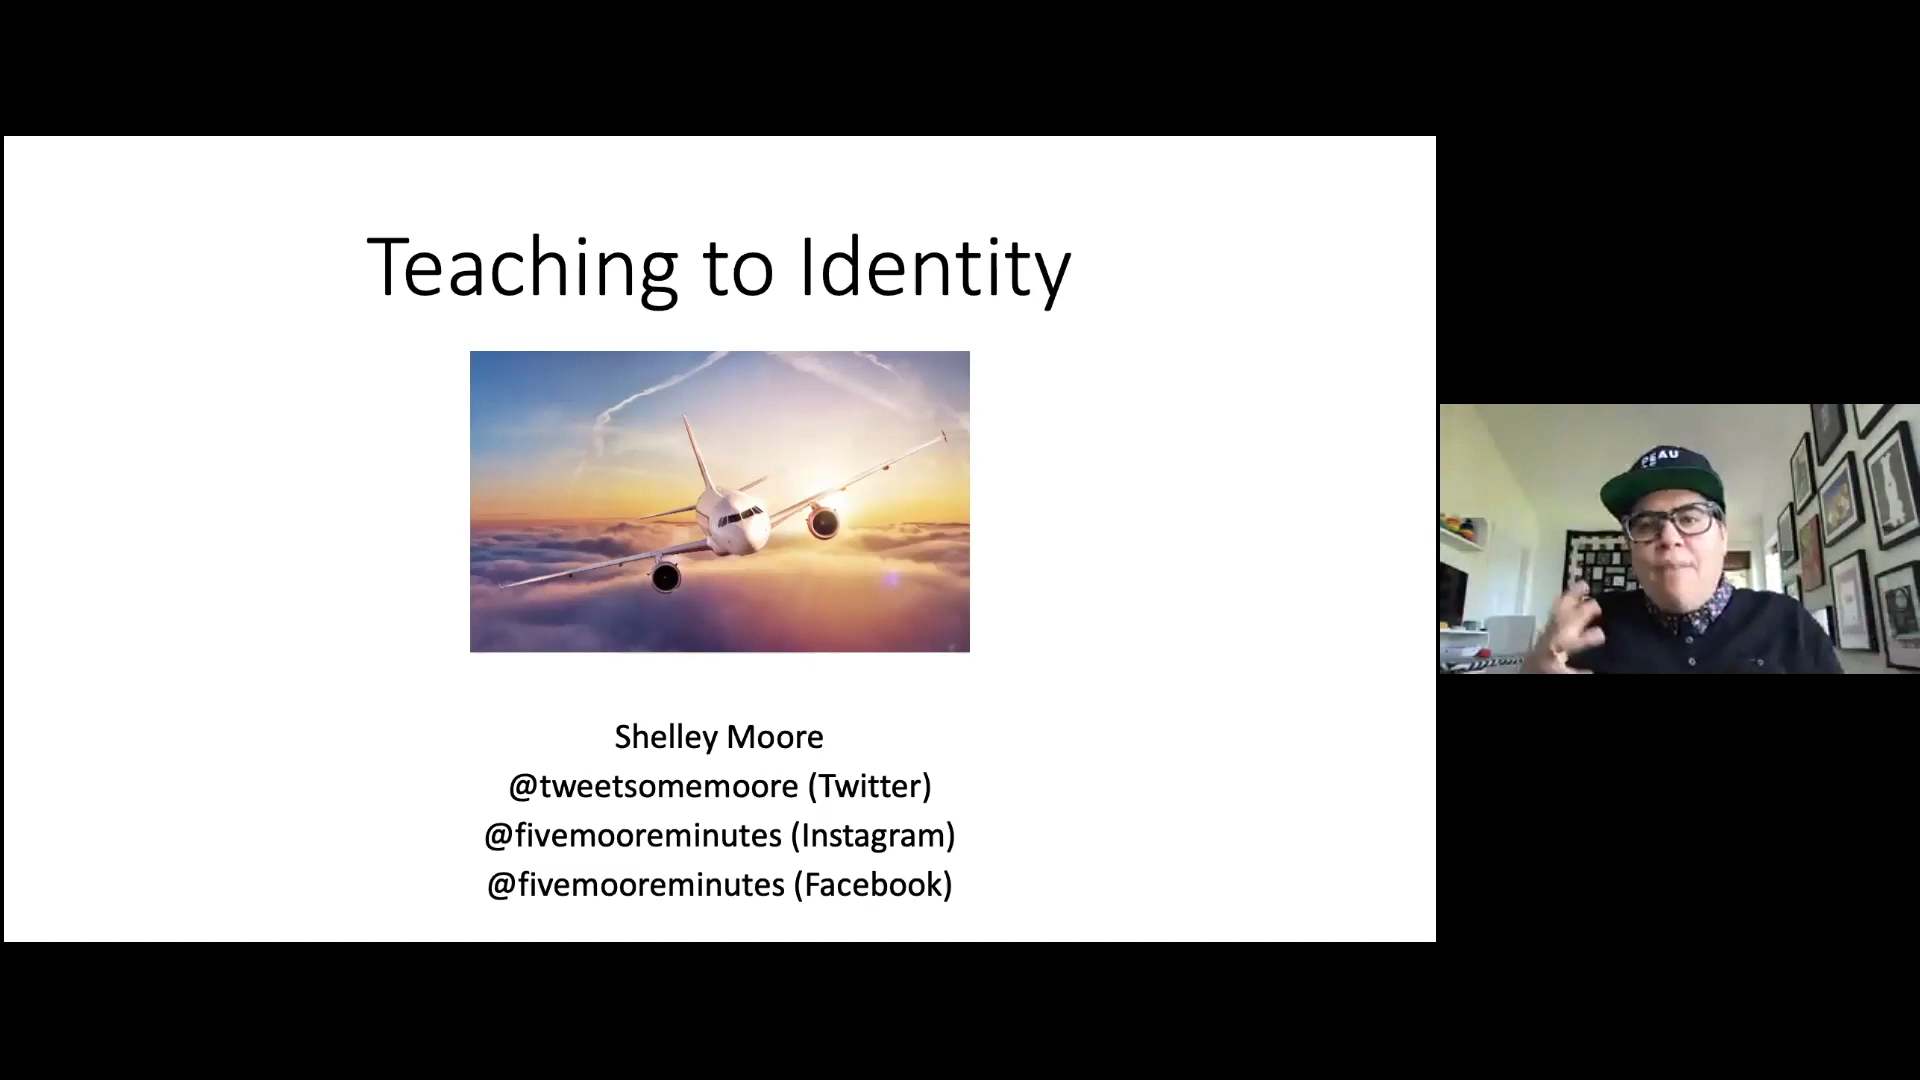 Teaching to Identity
Shelley Moore
@tweetsomemoore (Twitter)
@fivemooreminutes (Instagram)
@fivemooreminutes (Facebook)